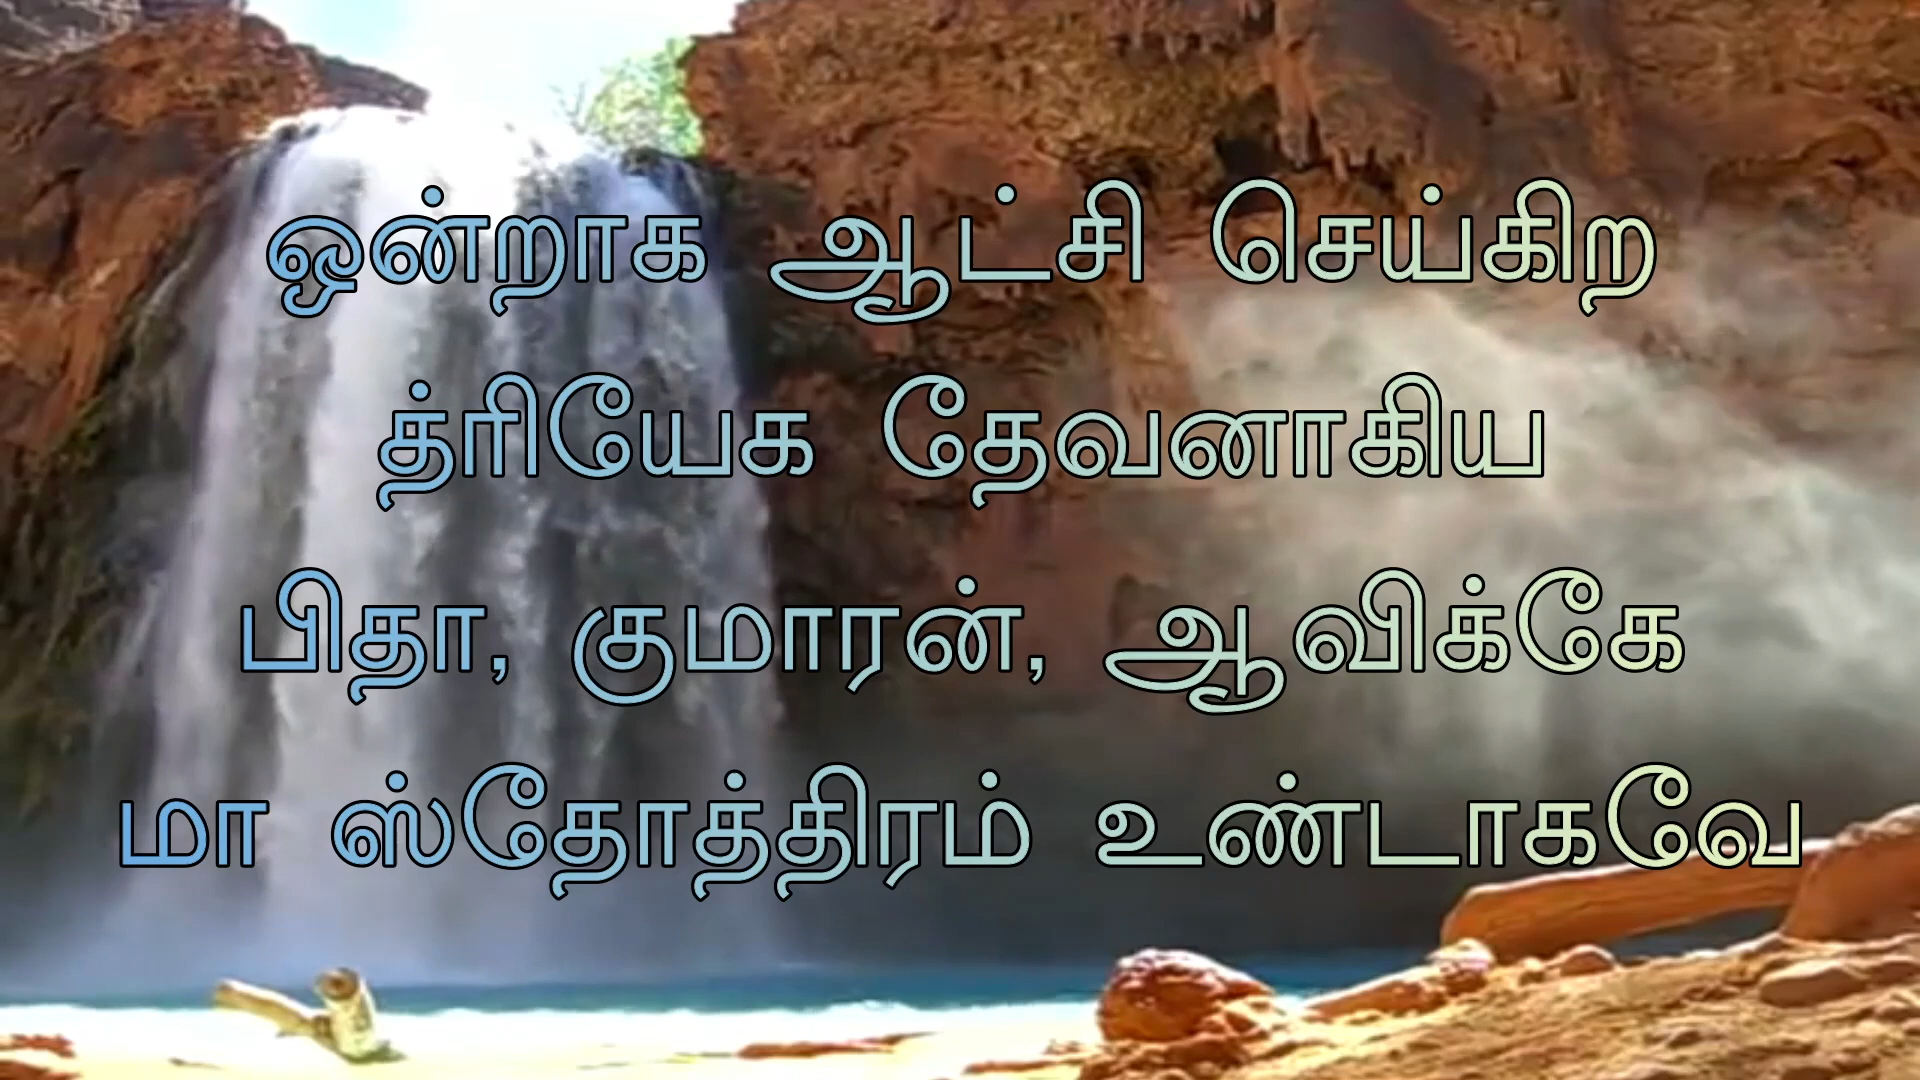 ஒன்றாக ஆட்சி செய்கிற
த்ரியேக தேவனாகிய
பிதா, குமாரன், ஆவிக்கே
மா ஸ்தோத்திரம் உண்டாகவே